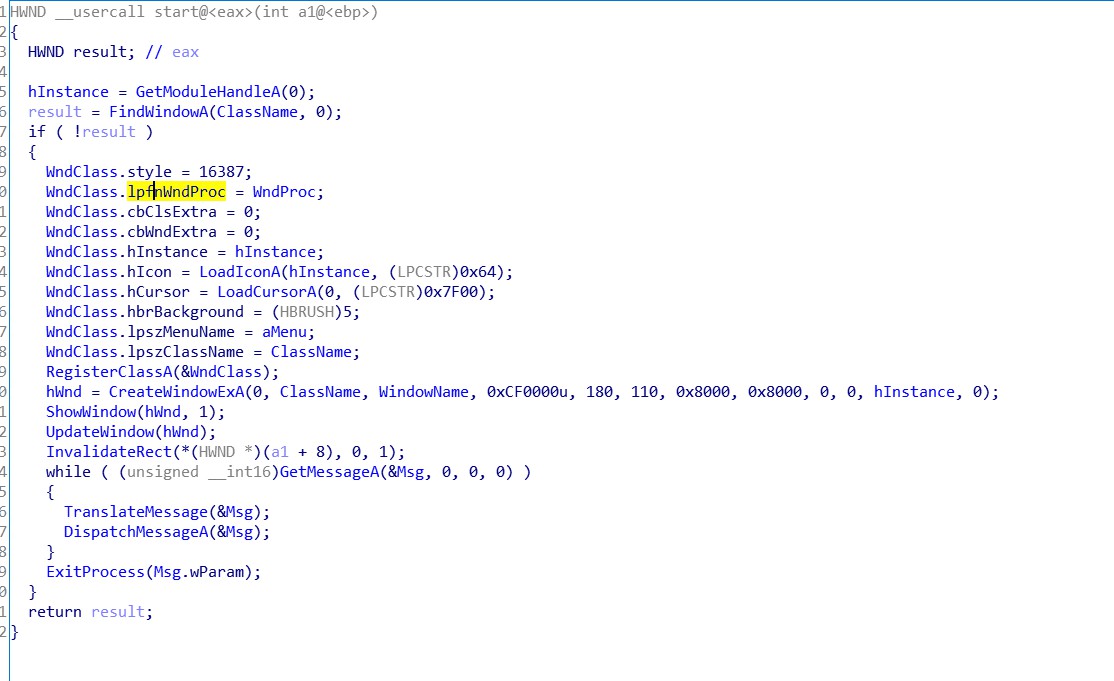 1 HWND __usercall start@<eax>(int a1@<ebp>)
2 {
3   HWND result; // eax
4
5   hInstance = GetModuleHandleA(0);
6   result = FindWindowA(ClassName, 0);
7   if ( !result )
8   {
9     WndClass.style = 16387;
0     WndClass.lpfnWndProc = WndProc;
1     WndClass.cbClsExtra = 0;
2     WndClass.cbWndExtra = 0;
3     WndClass.hInstance = hInstance;
4     WndClass.hIcon = LoadIconA(hInstance, (LPCSTR)0x64);
5     WndClass.hCursor = LoadCursorA(0, (LPCSTR)0x7F00);
6     WndClass.hbrBackground = (HBRUSH)5;
7     WndClass.lpszMenuName = aMenu;
8     WndClass.lpszClassName = ClassName;
9     RegisterClassA(&WndClass);
0     hWnd = CreateWindowExA(0, ClassName, WindowName, 0xCF0000u, 180, 110, 0x8000, 0x8000, 0, 0, hInstance, 0);
1     ShowWindow(hWnd, 1);
2     UpdateWindow(hWnd);
3     InvalidateRect(*(HWND *)(a1 + 8), 0, 1);
4     while ( (unsigned __int16)GetMessageA(&Msg, 0, 0, 0) )
5     {
6       TranslateMessage(&Msg);
7       DispatchMessageA(&Msg);
8     }
9     ExitProcess(Msg.wParam);
0   }
1   return result;
2 }